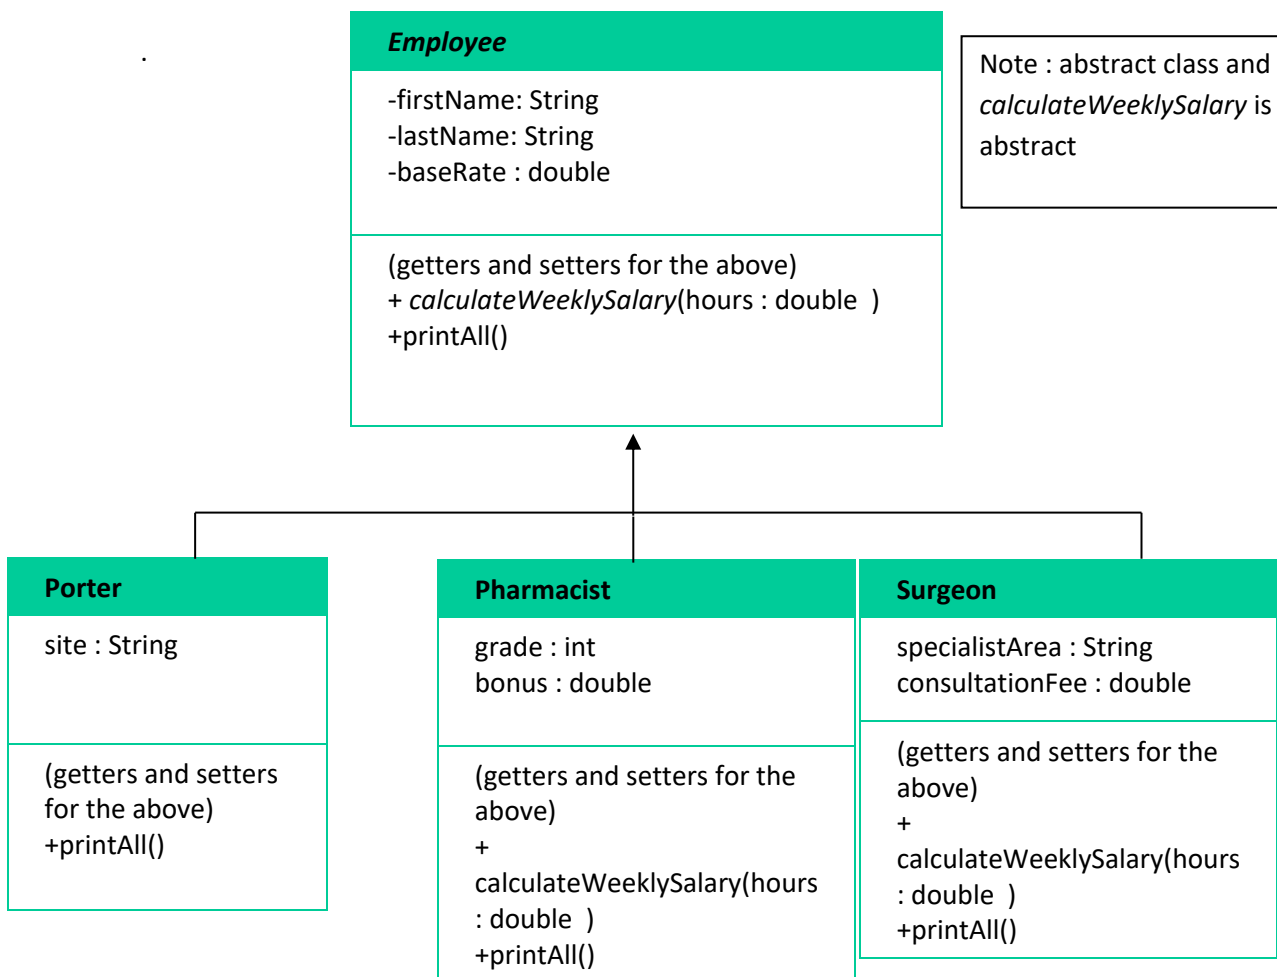 .
Employee
-firstName: String
-lastName: String
-baseRate : double
(getters and setters for the above)
+ calculateWeeklySalary(hours : double  )
+printAll()
Note : abstract class and
calculateWeeklySalary is
abstract
Porter
site : String
(getters and setters
for the above)
+printAll()
Pharmacist
grade : int
bonus : double
(getters and setters for the
above)
+
calculateWeeklySalary(hours
: double  )
+printAll()
Surgeon
specialistArea : String
consultationFee : double
(getters and setters for the
above)
+
calculateWeeklySalary(hours
: double  )
+printAll()